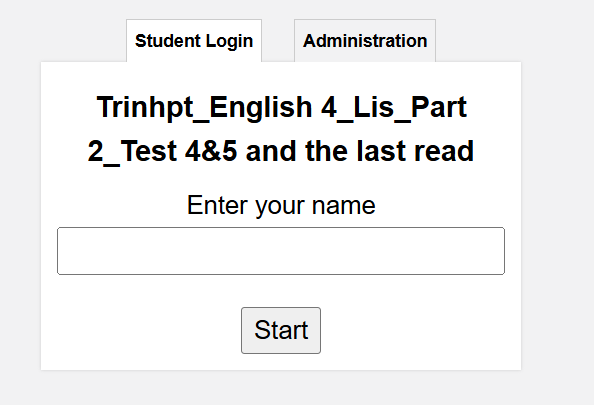 Student Login Administration
Trinhpt_English 4_Lis_Part
2_Test 4&5 and the last read
Enter your name
Start